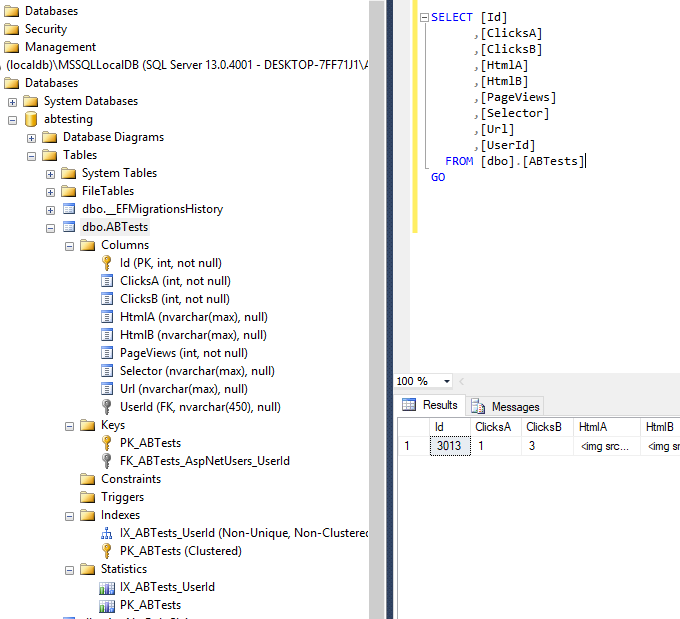 Databases
Security
Management
(localdb)\MSSQLLocalDB (SQL Server 13.0.4001 - DESKTOP-7FF71J1\A
Databases
System Databases
abtesting
Database Diagrams
Tables
System Tables
FileTables
dbo.__EFMigrationsHistory
dbo.ABTests
Columns
Id (PK, int, not null)
ClicksA (int, not null)
ClicksB (int, not null)
HtmlA (nvarchar(max), null)
HtmlB (nvarchar(max), null)
PageViews (int, not null)
Selector (nvarchar(max), null)
Url (nvarchar(max), null)
UserId (FK, nvarchar(450), null)
Keys
PK_ABTests
FK_ABTests_AspNetUsers_UserId
Constraints
Triggers
Indexes
IX_ABTests_UserId (Non-Unique, Non-Clustered
PK_ABTests (Clustered)
Statistics
IX_ABTests_UserId
PK_ABTests
SELECT [Id]
,[ClicksA]
,[ClicksB]
,[HtmlA]
,[HtmlB]
,[PageViews]
,[Selector]
,[Url]
,[UserId]
FROM [dbo].[ABTests]
GO
100 %
Results Messages
Id ClicksA ClicksB HtmlA HtmlB
1 3013 1 3 <img src... <img sr